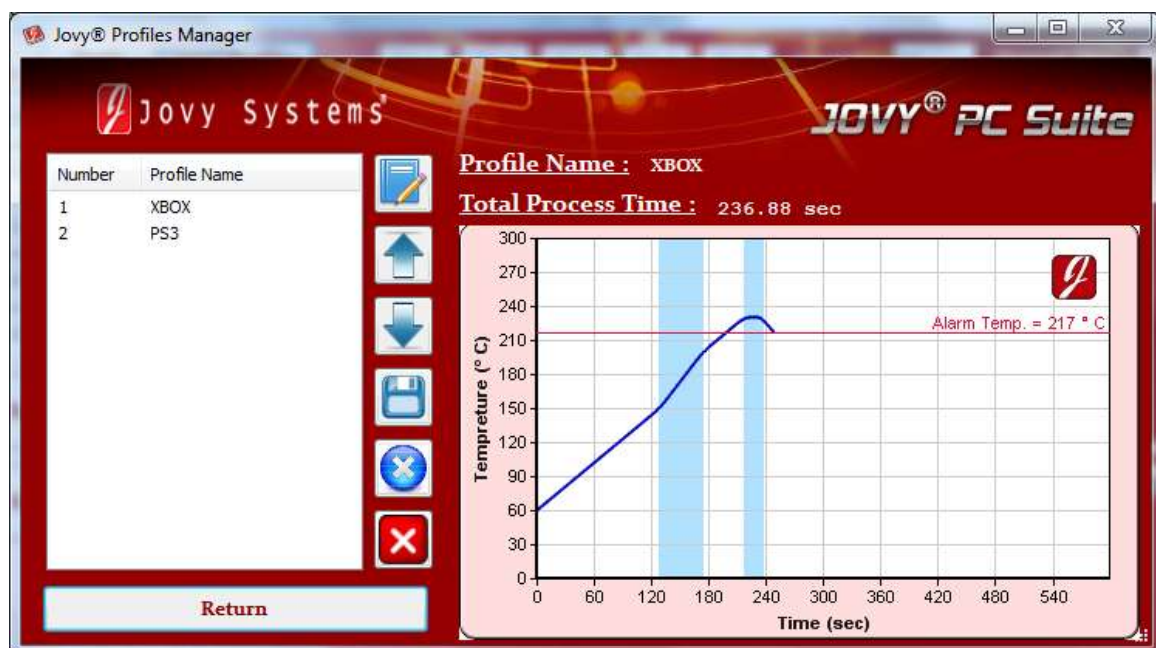 Jovy® Profiles Manager
Jovy Systems®
JOVY® PC Suite
Number Profile Name
1 XBOX
2 PS3
Return
Profile Name : XBOX
Total Process Time : 236.88 sec
300
270
240
210
180
150
120
90
60
30
0
Tempreture (° C)
Alarm Temp. = 217 ° C
0 60 120 180 240 300 360 420 480 540
Time (sec)